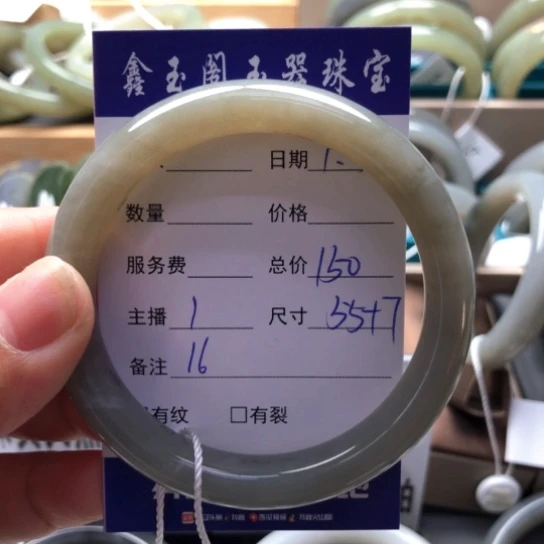 鑫玉阁玉器珠宝
日期 1.
数量 价格
服务费 总价 150
主播 1 尺寸 55+7
备注 16
有纹 □有裂